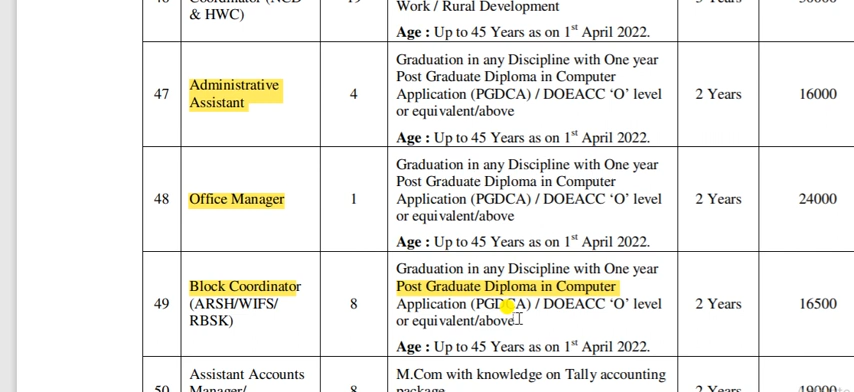 Coordinator (NCD
& HWC)
Work / Rural Development
Age : Up to 45 Years as on 1st April 2022.
47
Administrative
Assistant
4
Graduation in any Discipline with One year
Post Graduate Diploma in Computer
Application (PGDCA) / DOEACC ‘O’ level
or equivalent/above
Age : Up to 45 Years as on 1st April 2022.
2 Years
16000
48
Office Manager
1
Graduation in any Discipline with One year
Post Graduate Diploma in Computer
Application (PGDCA) / DOEACC ‘O’ level
or equivalent/above
Age : Up to 45 Years as on 1st April 2022.
2 Years
24000
49
Block Coordinator
(ARSH/WIFS/
RBSK)
8
Graduation in any Discipline with One year
Post Graduate Diploma in Computer
Application (PGDCA) / DOEACC ‘O’ level
or equivalent/above
Age : Up to 45 Years as on 1st April 2022.
2 Years
16500
50
Assistant Accounts
Manager/
8
M.Com with knowledge on Tally accounting
package
2 Years
19000